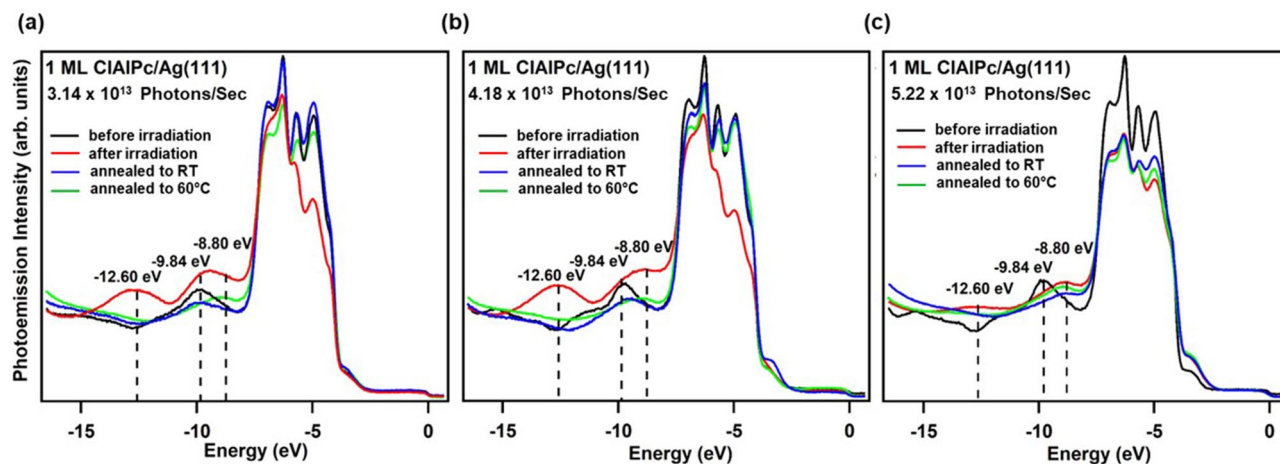 (a)
Photoemission Intensity (arb. units)
1 ML ClAlPc/Ag(111)
3.14 x 10¹³ Photons/Sec
before irradiation
after irradiation
annealed to RT
annealed to 60°C
-8.80 eV
-9.84 eV
-12.60 eV
-15
-10
-5
0
Energy (eV)
(b)
1 ML ClAlPc/Ag(111)
4.18 x 10¹³ Photons/Sec
before irradiation
after irradiation
annealed to RT
annealed to 60°C
-8.80 eV
-9.84 eV
-12.60 eV
-15
-10
-5
0
Energy (eV)
(c)
1 ML ClAlPc/Ag(111)
5.22 x 10¹³ Photons/Sec
before irradiation
after irradiation
annealed to RT
annealed to 60°C
-8.80 eV
-9.84 eV
-12.60 eV
-15
-10
-5
0
Energy (eV)